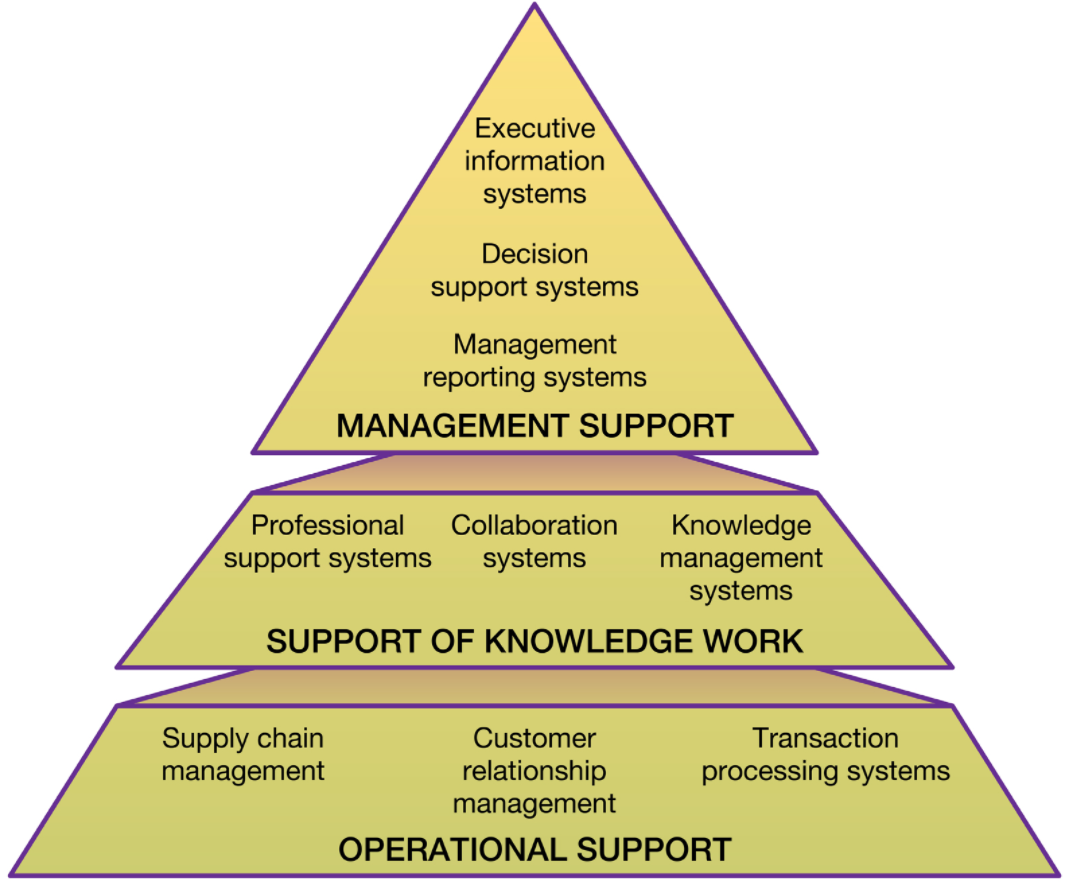 Executive
information
systems
Decision
support systems
Management
reporting systems
MANAGEMENT SUPPORT
Professional
support systems
Collaboration
systems
Knowledge
management
systems
SUPPORT OF KNOWLEDGE WORK
Supply chain
management
Customer
relationship
management
Transaction
processing systems
OPERATIONAL SUPPORT